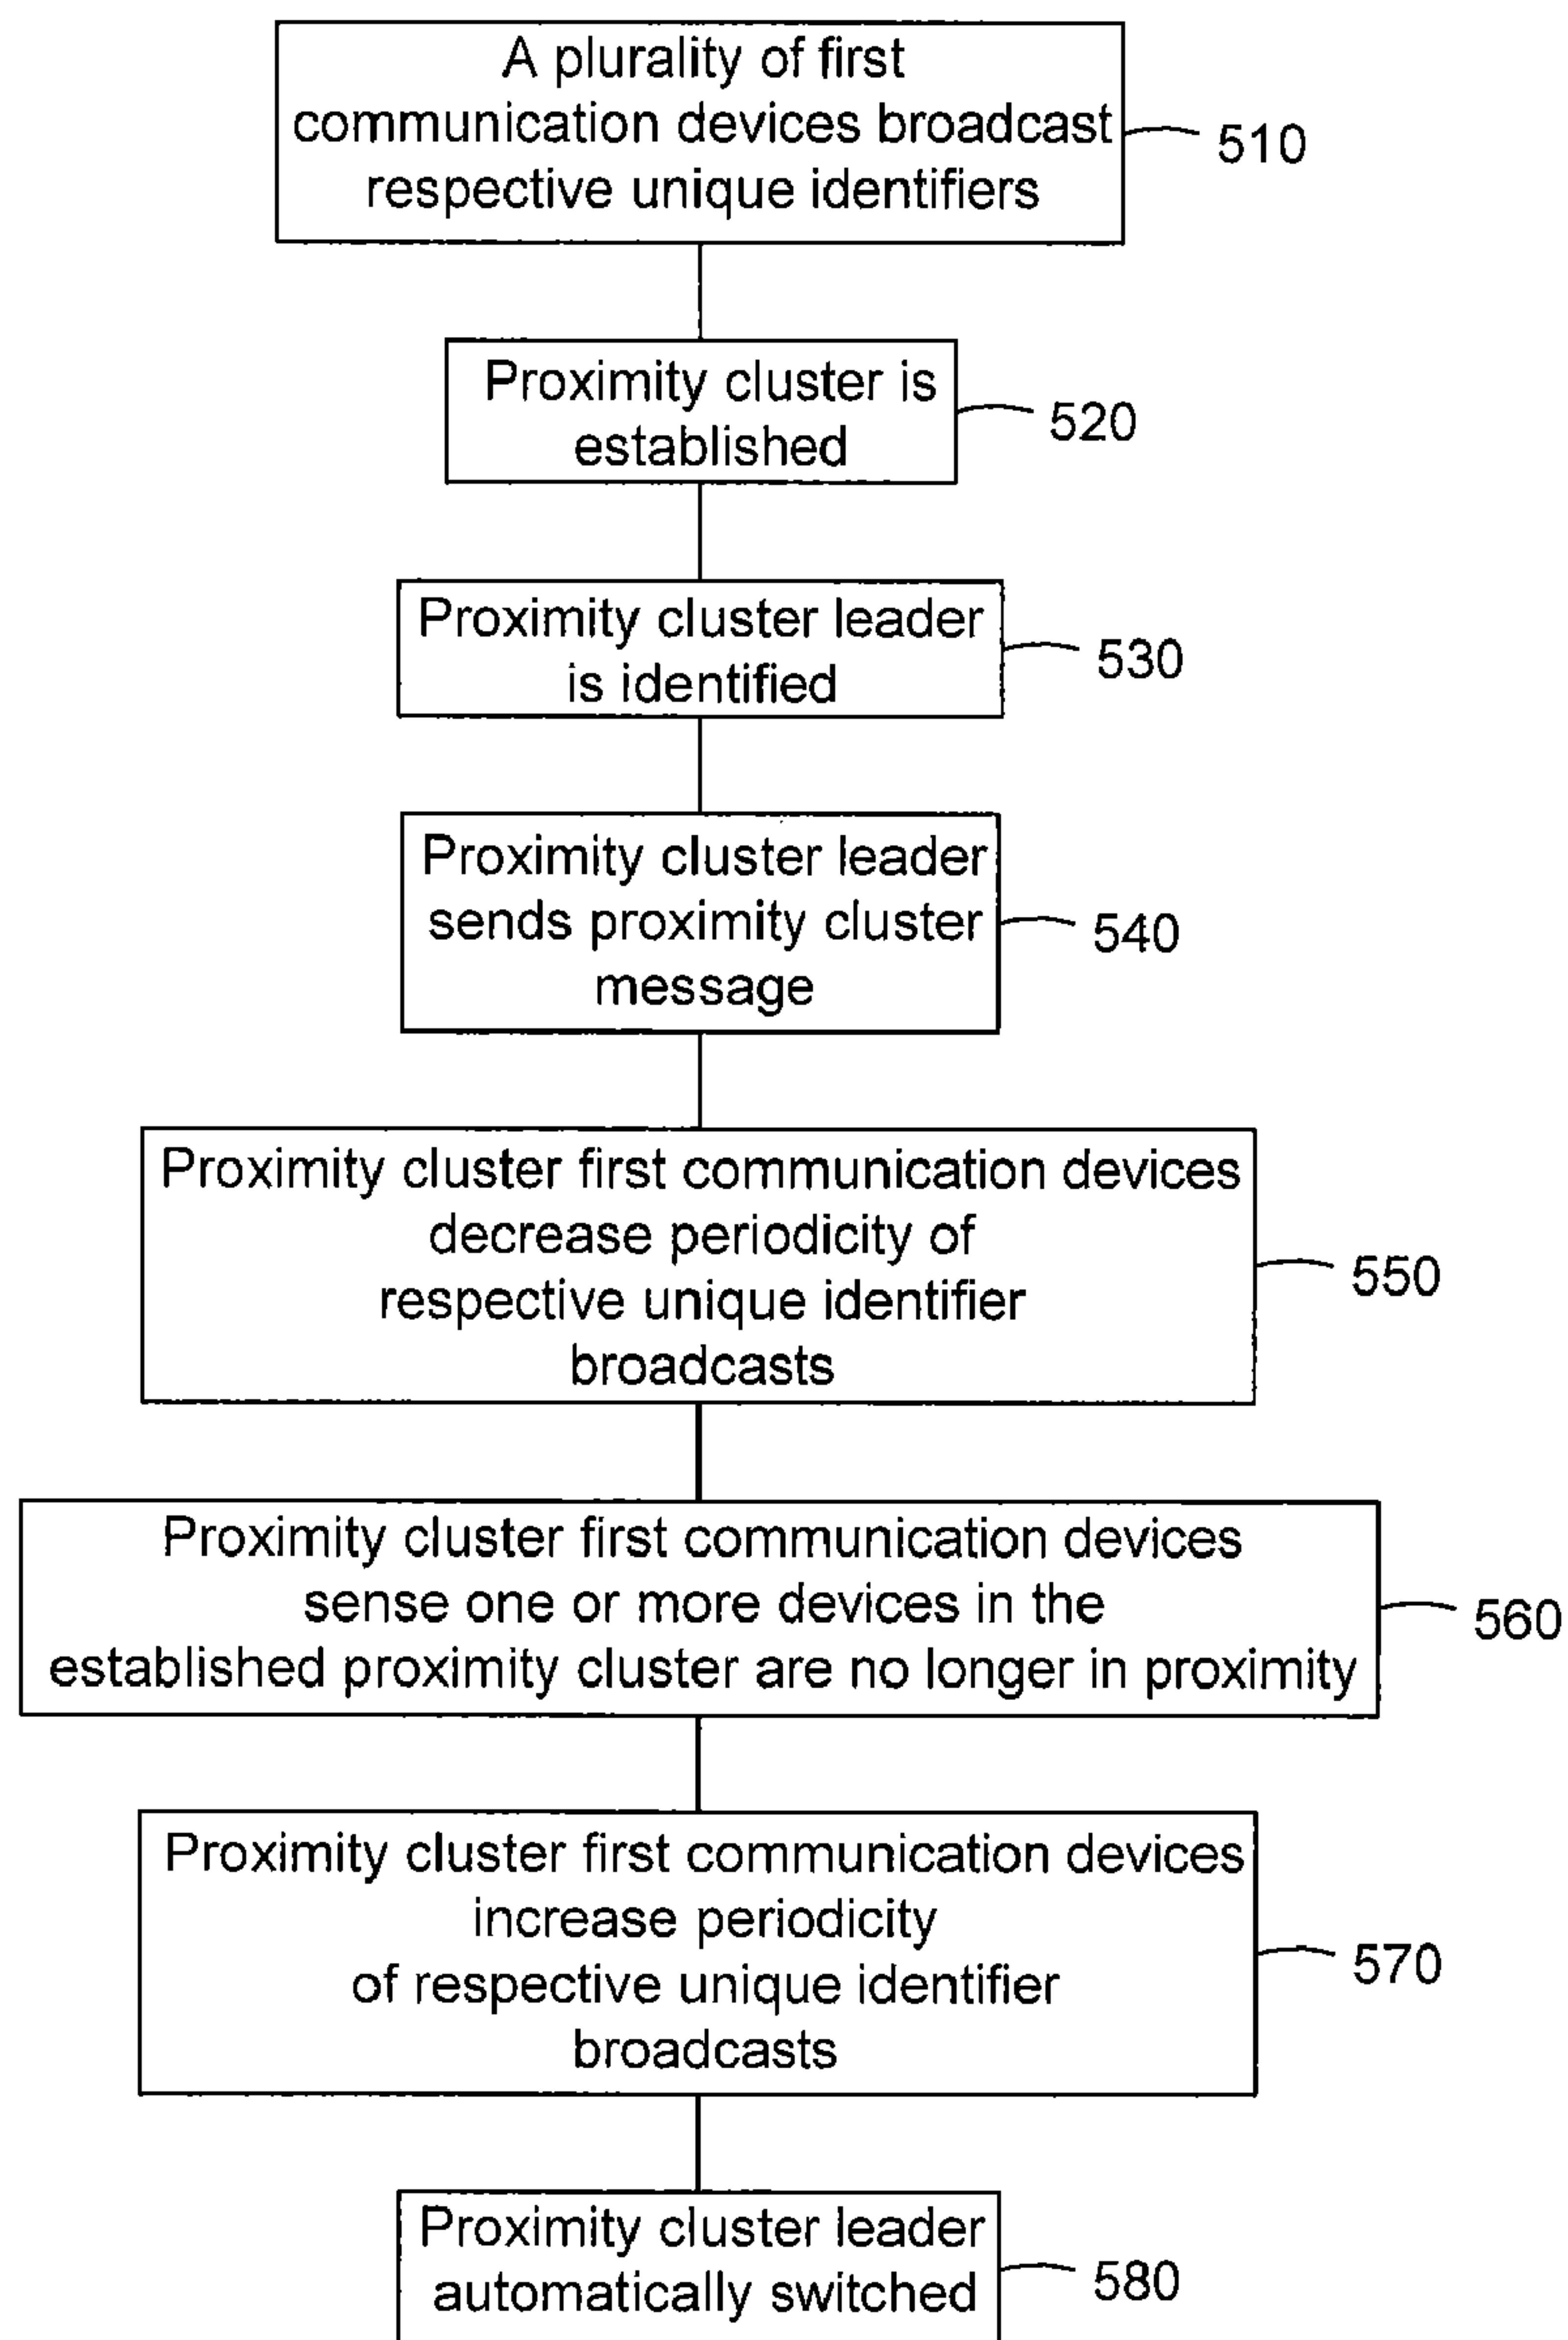 A plurality of first
communication devices broadcast
respective unique identifiers
510
Proximity cluster is
established
520
Proximity cluster leader
is identified
530
Proximity cluster leader
sends proximity cluster
message
540
Proximity cluster first communication devices
decrease periodicity of
respective unique identifier
broadcasts
550
Proximity cluster first communication devices
sense one or more devices in the
established proximity cluster are no longer in proximity
560
Proximity cluster first communication devices
increase periodicity
of respective unique identifier
broadcasts
570
Proximity cluster leader
automatically switched
580